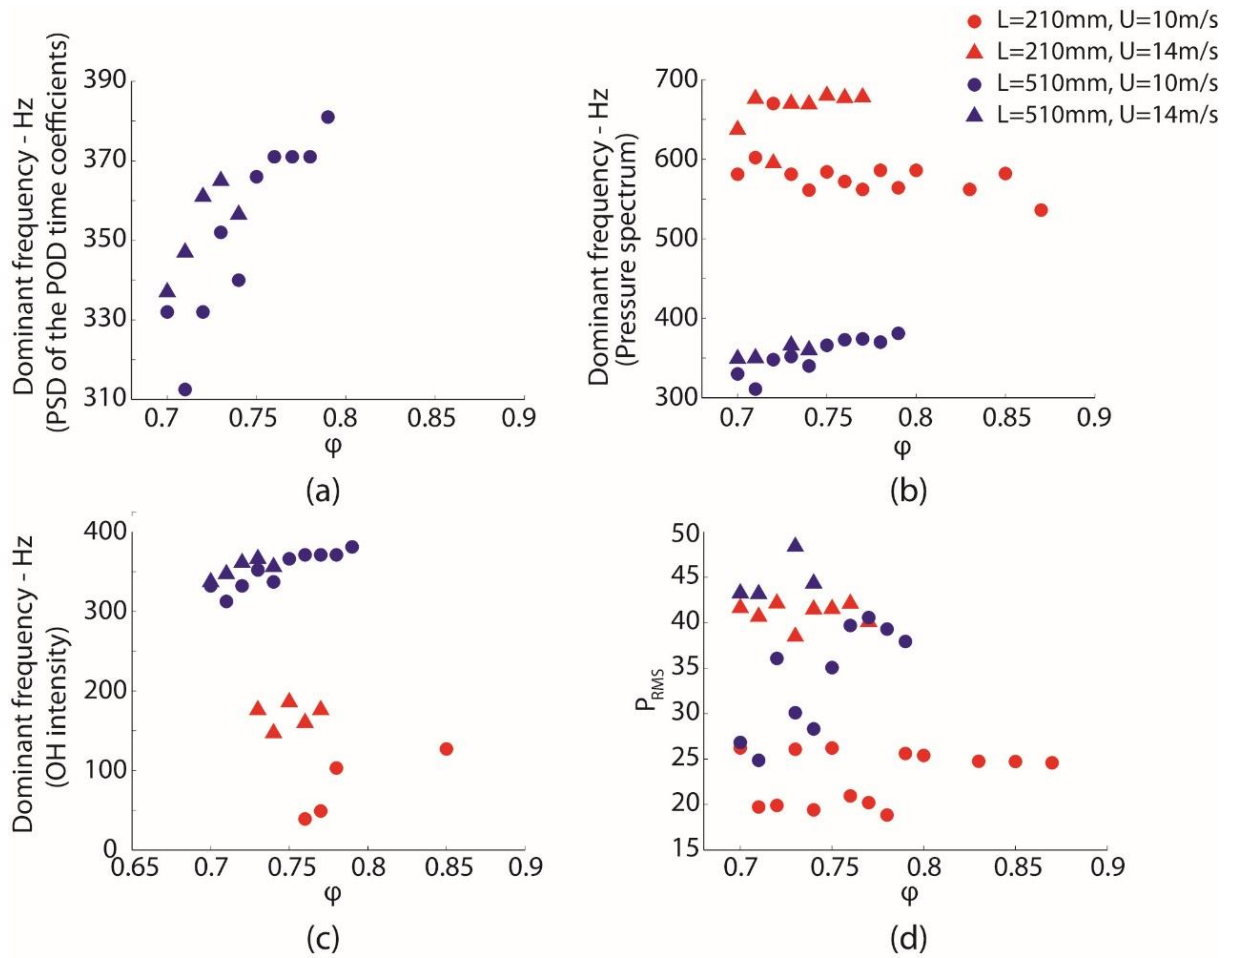 L=210mm, U=10m/s
L=210mm, U=14m/s
L=510mm, U=10m/s
L=510mm, U=14m/s
Dominant frequency - Hz
(PSD of the POD time coefficients)
390
370
350
330
310
0.7 0.75 0.8 0.85 0.9
φ
(a)
Dominant frequency - Hz
(Pressure spectrum)
700
600
500
400
300
0.7 0.75 0.8 0.85 0.9
φ
(b)
Dominant frequency - Hz
(OH intensity)
400
300
200
100
0
0.65 0.7 0.75 0.8 0.85 0.9
φ
(c)
PRMS
50
45
40
35
30
25
20
15
0.7 0.75 0.8 0.85 0.9
φ
(d)